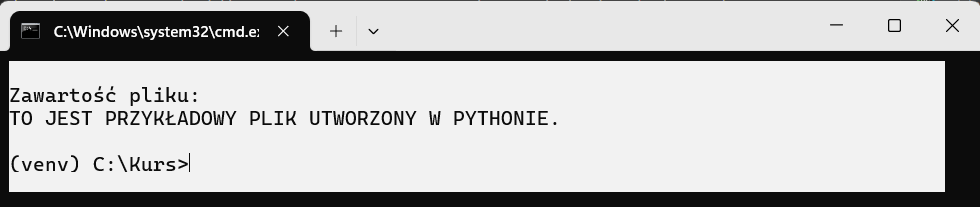 C:\Windows\system32\cmd.e
Zawartość pliku:
TO JEST PRZYKŁADOWY PLIK UTWORZONY W PYTHONIE.
(venv) C:\Kurs>